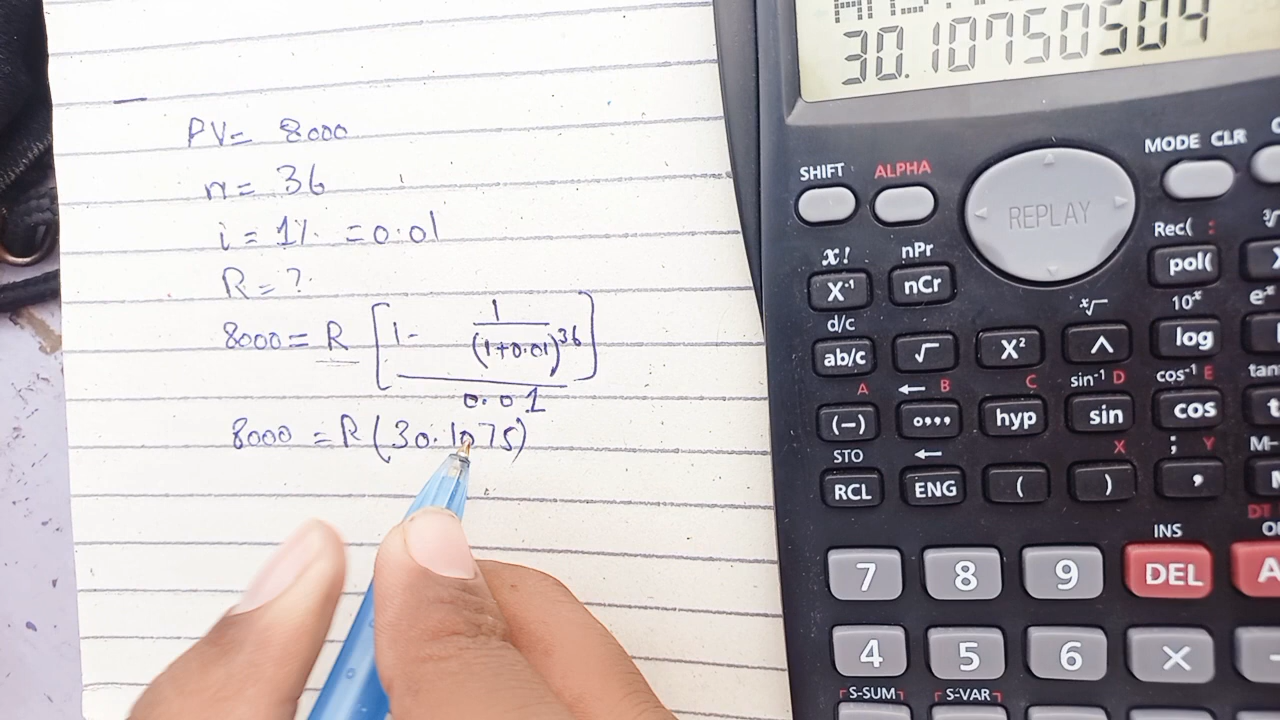 PV= 8000
n = 36
i = 1% = 0.01
R = ?
8000 = R [1- 1/(1+0.01)^36]/0.01
8000 = R (30.1075)
30.10750504
MODE CLR
SHIFT ALPHA
REPLAY
Rec( :
x! nPr
X⁻¹ nCr pol(
d/c ˣ√ 10ˣ eˣ
ab/c √ X² ^ log
A ← B C sin⁻¹ D cos⁻¹ E
(−) °,,, hyp sin cos
STO ← X ; Y M-
RCL ENG ( ) ,
INS
7 8 9 DEL
4 5 6 ×
S-SUM S-VAR